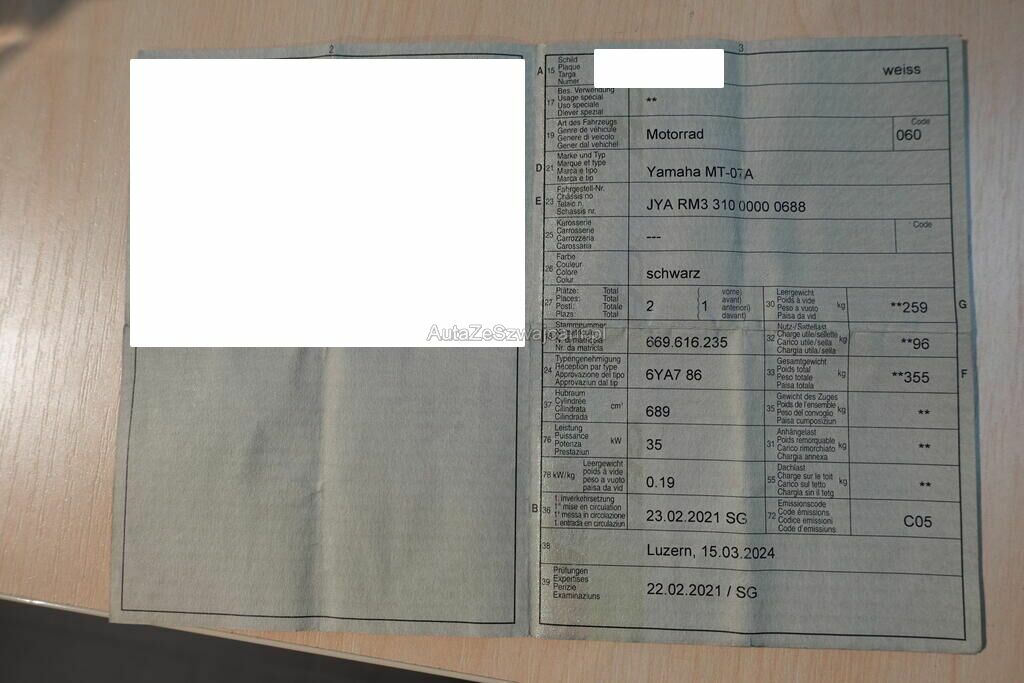 2
3
A 15 Schild
Plaque
Targa
Numer
weiss
17 Bes. Verwendung
Usage spécial
Uso speciale
Diever spezial
**
19 Art des Fahrzeugs
Genre de véhicule
Genere di veicolo
Gener dal vehichel
Motorrad
Code
060
D 21 Marke und Typ
Marque et type
Marca e tipo
Marca e tip
Yamaha MT-07A
E 23 Fahrgestell-Nr.
Châssis no
Telaio n.
Schassis nr.
JYA RM3 310 0000 0688
25 Karosserie
Carrosserie
Carrozzeria
Carossaria
---
Code
26 Farbe
Couleur
Colore
Colur
schwarz
27 Plätze: Total
Places: Total
Posti: Totale
Plaza: Total
2
( 1
vorne)
avant)
anteriori)
davant)
30 Leergewicht
Poids à vide
Peso a vuoto
Paisa da vid
kg
**259
G
AutaZeSzwajcarii.pl
Stammnummer
N. di matricola
Nr. da matricla
669.616.235
32 Nutz-/Sattellast
Charge utile/sellette
Carico utile/sella
Chargia utila/sella
kg
**96
24 Typengenehmigung
Réception par type
Approvazione del tipo
Approvaziun dal tip
6YA7 86
33 Gesamtgewicht
Poids total
Peso totale
Paisa totala
kg
**355
F
37 Hubraum
Cylindrée
Cilindrata
Cilindrada
cm³
689
35 Gewicht des Zuges
Poids de l'ensemble
Peso del convoglio
Paisa cumposiziun
kg
**
76 Leistung
Puissance
Potenza
Prestaziun
kW
35
31 Anhängelast
Poids remorquable
Carico rimorchiato
Chargia annexa
kg
**
78 kW/kg
Leergewicht
poids à vide
peso a vuoto
paisa da vid
0.19
55 Dachlast
Charge sur le toit
Carico sul tetto
Chargia sin il tetg
kg
**
B 36 1. Inverkehrsetzung
1re mise en circulation
1a messa in circolazione
1. entrada en circulaziun
23.02.2021 SG
72 Emissionscode
Code émissions
Codice emissioni
Code d'emissiuns
C05
38
Luzern, 15.03.2024
39 Prüfungen
Expertises
Perizie
Examinaziuns
22.02.2021 / SG